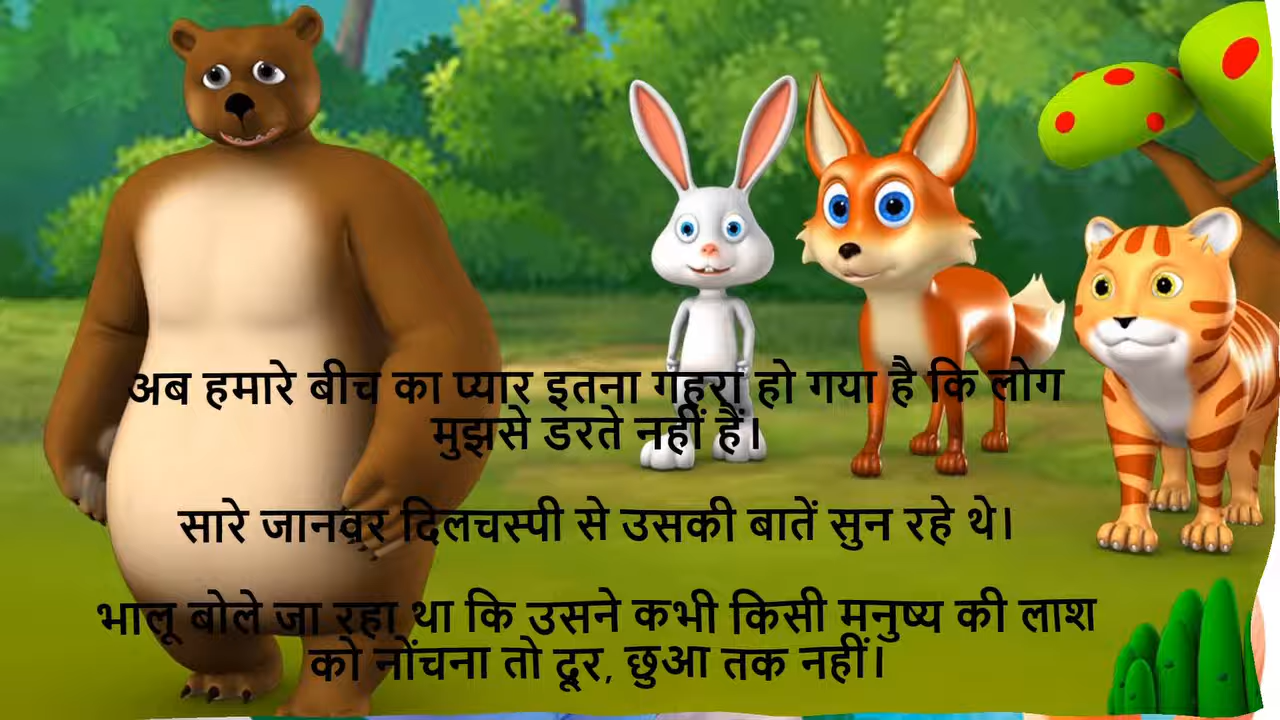 अब हमारे बीच का प्यार इतना गहरा हो गया है कि लोग
मुझसे डरते नहीं हैं।
सारे जानवर दिलचस्पी से उसकी बातें सुन रहे थे।
भालू बोले जा रहा था कि उसने कभी किसी मनुष्य की लाश
को नोंचना तो दूर, छुआ तक नहीं।